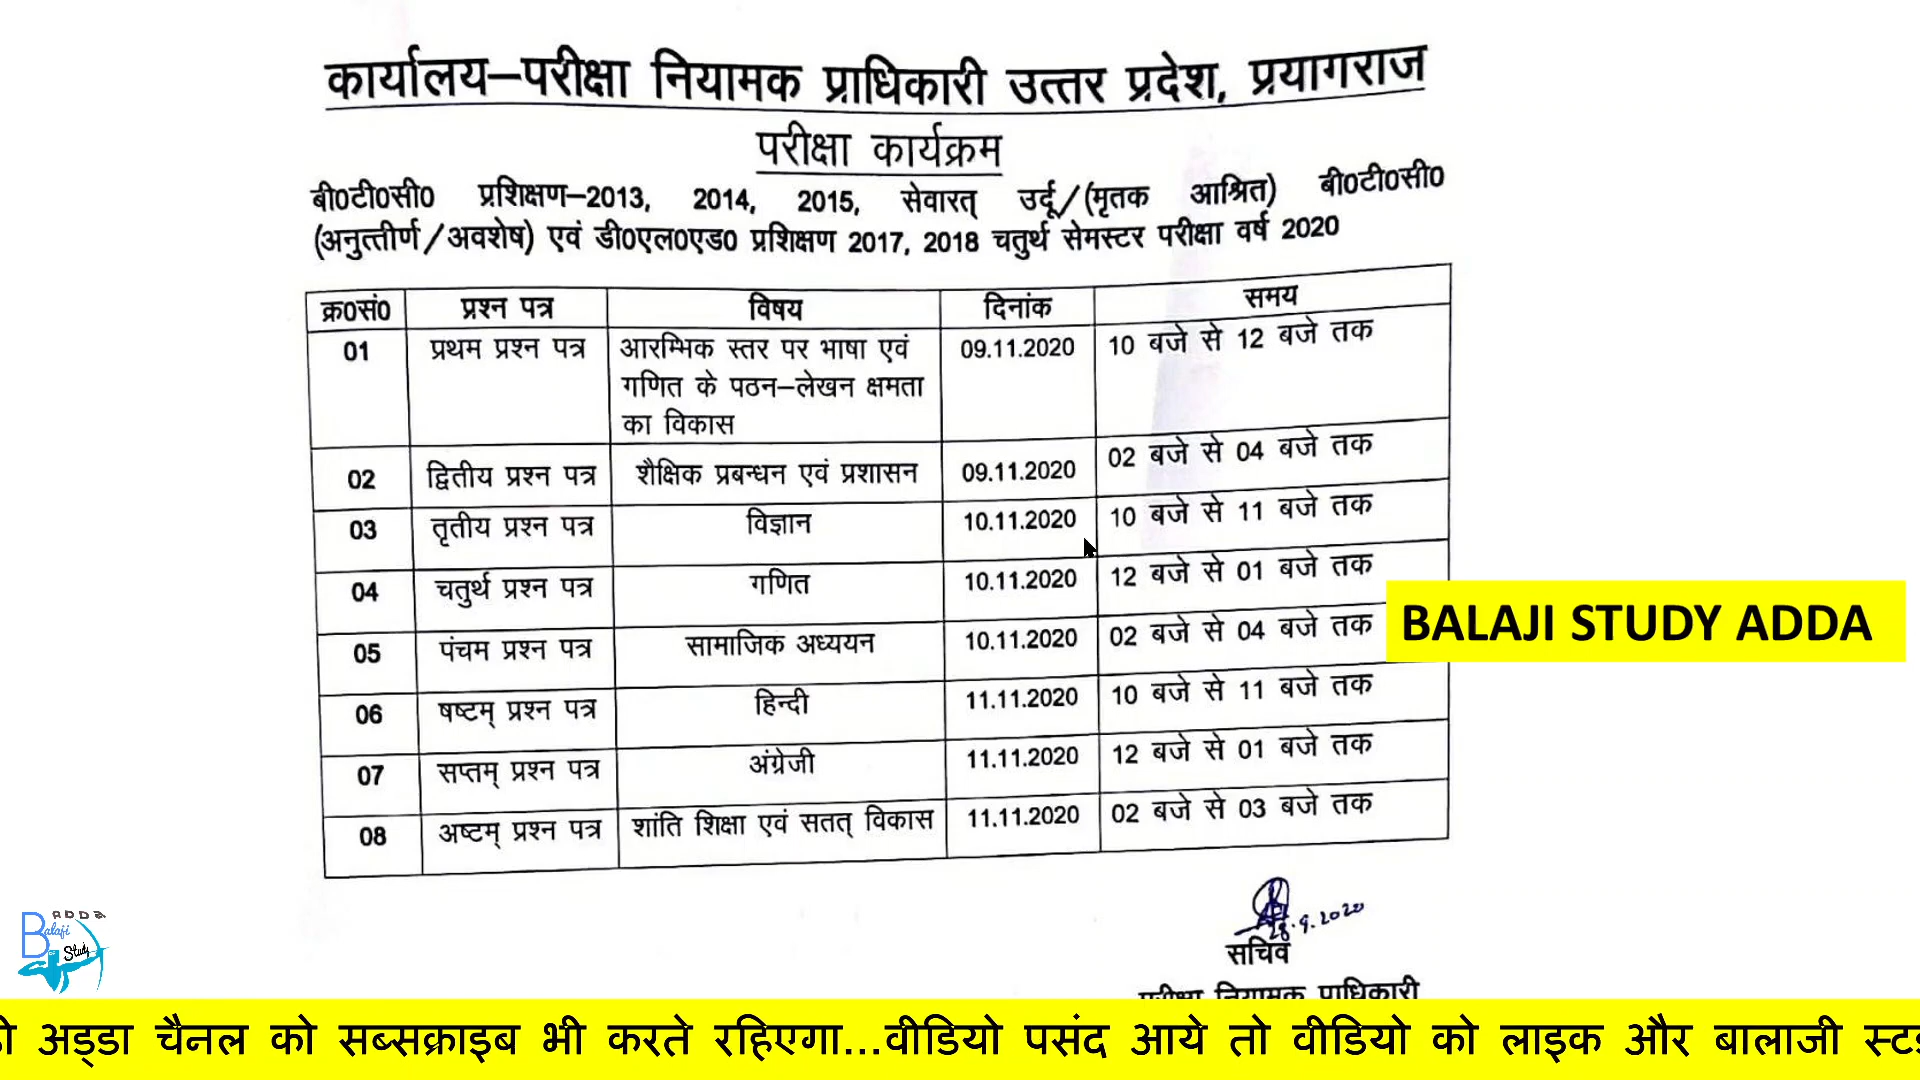 कार्यालय–परीक्षा नियामक प्राधिकारी उत्तर प्रदेश, प्रयागराज
परीक्षा कार्यक्रम
बी0टी0सी0 प्रशिक्षण–2013, 2014, 2015, सेवारत् उर्दू/(मृतक आश्रित) बी0टी0सी0
(अनुत्तीर्ण/अवशेष) एवं डी0एल0एड0 प्रशिक्षण 2017, 2018 चतुर्थ सेमस्टर परीक्षा वर्ष 2020
क्र0सं0 प्रश्न पत्र विषय दिनांक समय
01 प्रथम प्रश्न पत्र आरम्भिक स्तर पर भाषा एवं 09.11.2020 10 बजे से 12 बजे तक
गणित के पठन–लेखन क्षमता
का विकास
02 द्वितीय प्रश्न पत्र शैक्षिक प्रबन्धन एवं प्रशासन 09.11.2020 02 बजे से 04 बजे तक
03 तृतीय प्रश्न पत्र विज्ञान 10.11.2020 10 बजे से 11 बजे तक
04 चतुर्थ प्रश्न पत्र गणित 10.11.2020 12 बजे से 01 बजे तक
05 पंचम प्रश्न पत्र सामाजिक अध्ययन 10.11.2020 02 बजे से 04 बजे तक
BALAJI STUDY ADDA
06 षष्टम् प्रश्न पत्र हिन्दी 11.11.2020 10 बजे से 11 बजे तक
07 सप्तम् प्रश्न पत्र अंग्रेजी 11.11.2020 12 बजे से 01 बजे तक
08 अष्टम् प्रश्न पत्र शांति शिक्षा एवं सतत् विकास 11.11.2020 02 बजे से 03 बजे तक
28.9.2020
सचिव
परीक्षा नियामक प्राधिकारी
ADDA
Balaji
Study
अड्डा चैनल को सब्सक्राइब भी करते रहिएगा...वीडियो पसंद आये तो वीडियो को लाइक और बालाजी